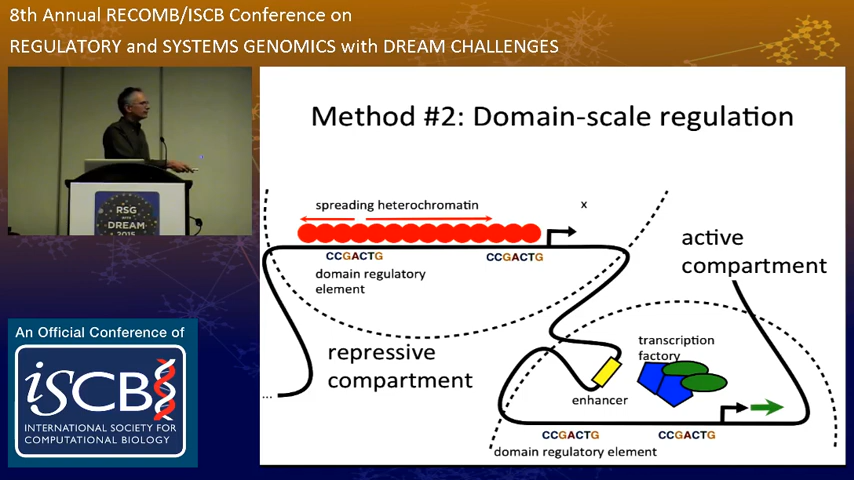 8th Annual RECOMB/ISCB Conference on
REGULATORY and SYSTEMS GENOMICS with DREAM CHALLENGES
RSG
WITH
DREAM
2015
An Official Conference of
iSCB
INTERNATIONAL SOCIETY FOR
COMPUTATIONAL BIOLOGY
Method #2: Domain-scale regulation
spreading heterochromatin
x
CCGACTG
CCGACTG
domain regulatory
element
repressive
compartment
...
active
compartment
transcription
factory
enhancer
CCGACTG
CCGACTG
domain regulatory element